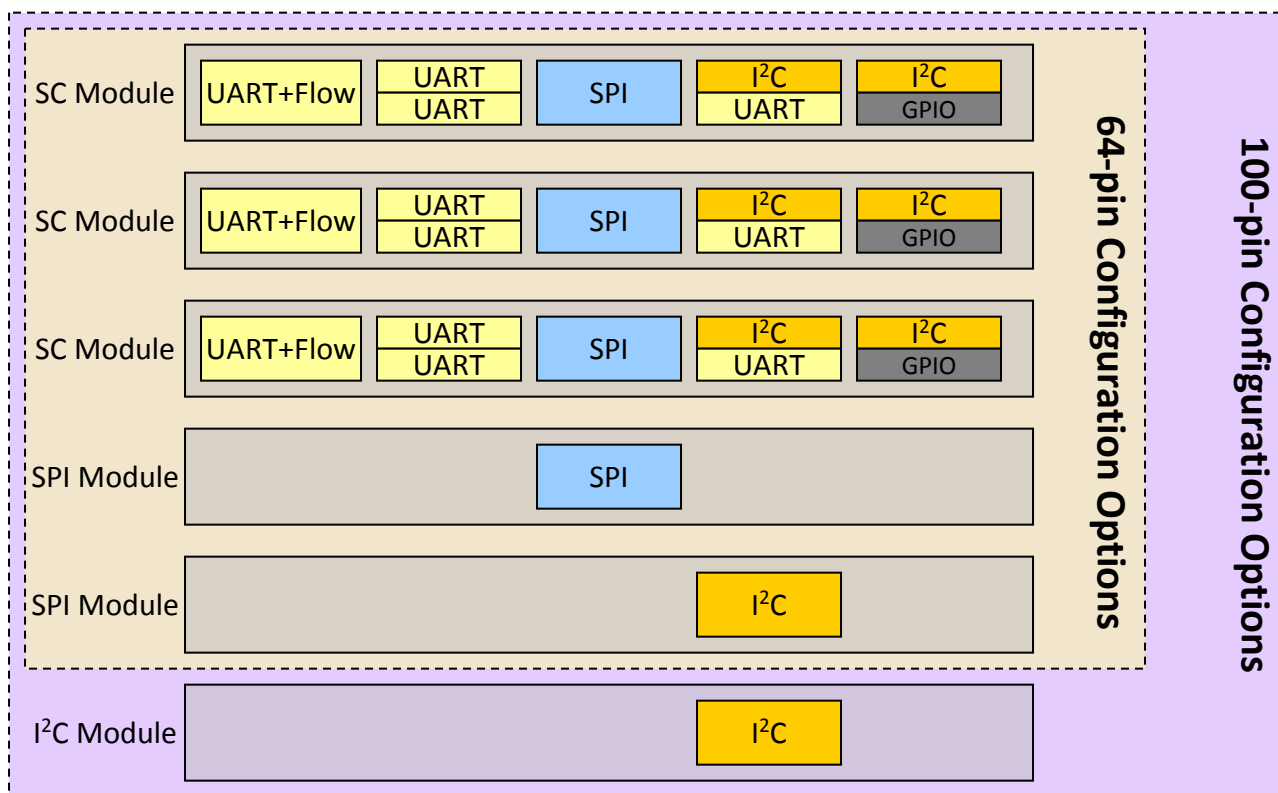 SC Module
UART+Flow
UART
UART
SPI
I²C
UART
I²C
GPIO
SC Module
UART+Flow
UART
UART
SPI
I²C
UART
I²C
GPIO
SC Module
UART+Flow
UART
UART
SPI
I²C
UART
I²C
GPIO
SPI Module
SPI
SPI Module
I²C
I²C Module
I²C
64-pin Configuration Options
100-pin Configuration Options